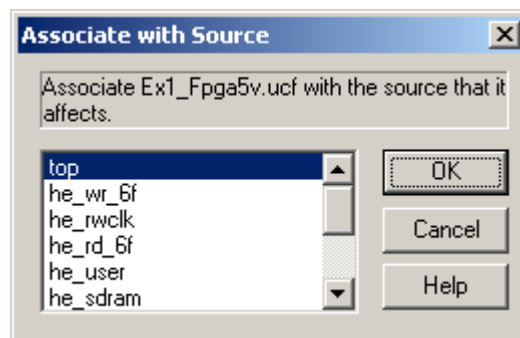 Associate with Source
Associate Ex1_Fpga5v.ucf with the source that it
affects.
top
he_wr_6f
he_rwclk
he_rd_6f
he_user
he_sdram
OK
Cancel
Help